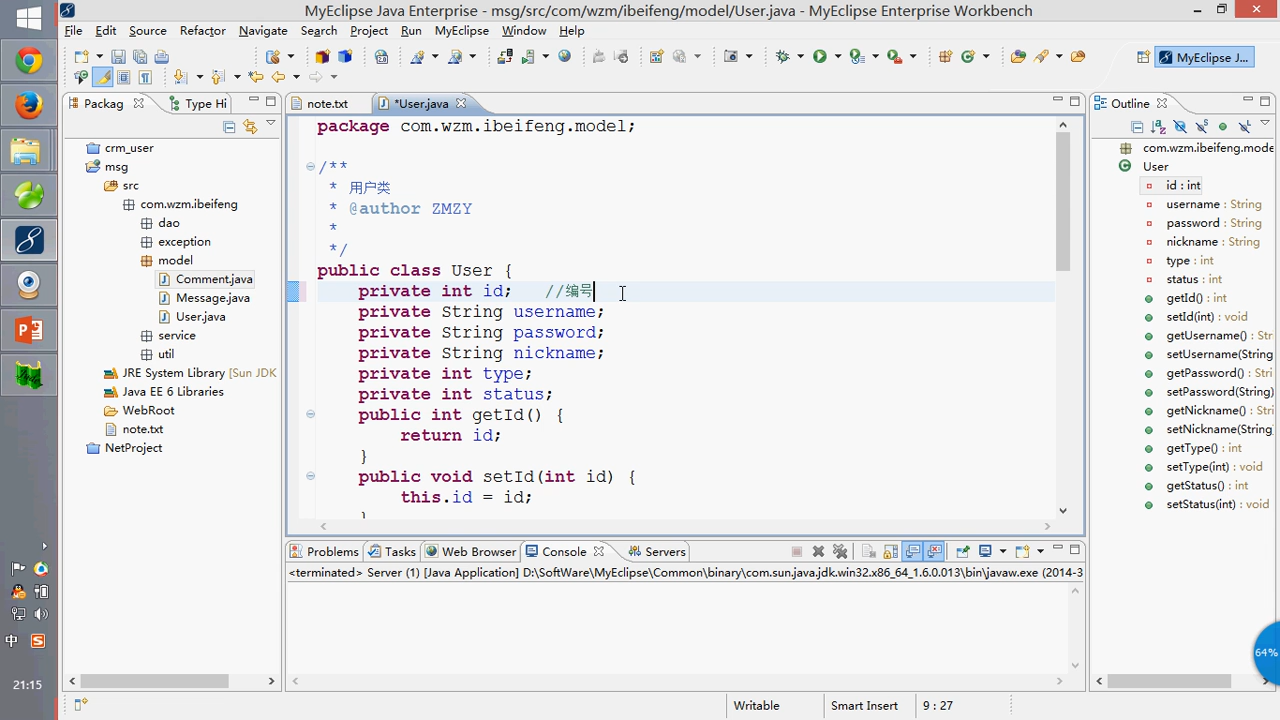 MyEclipse Java Enterprise - msg/src/com/wzm/ibeifeng/model/User.java - MyEclipse Enterprise Workbench
File Edit Source Refactor Navigate Search Project Run MyEclipse Window Help
MyEclipse J...
Packag
Type Hi
crm_user
msg
src
com.wzm.ibeifeng
dao
exception
model
Comment.java
Message.java
User.java
service
util
JRE System Library [Sun JDK
Java EE 6 Libraries
WebRoot
note.txt
NetProject
note.txt
*User.java
package com.wzm.ibeifeng.model;
/**
* 用户类
* @author ZMZY
*
*/
public class User {
private int id; //编号
private String username;
private String password;
private String nickname;
private int type;
private int status;
public int getId() {
return id;
}
public void setId(int id) {
this.id = id;
}
Outline
com.wzm.ibeifeng.mode
User
id : int
username : String
password : String
nickname : String
type : int
status : int
getId() : int
setId(int) : void
getUsername() : Stri
setUsername(String
getPassword() : Stri
setPassword(String)
getNickname() : Stri
setNickname(String
getType() : int
setType(int) : void
getStatus() : int
setStatus(int) : void
Problems Tasks Web Browser Console Servers
<terminated> Server (1) [Java Application] D:\SoftWare\MyEclipse\Common\binary\com.sun.java.jdk.win32.x86_64_1.6.0.013\bin\javaw.exe (2014-3
64%
中
21:15
Writable
Smart Insert
9 : 27